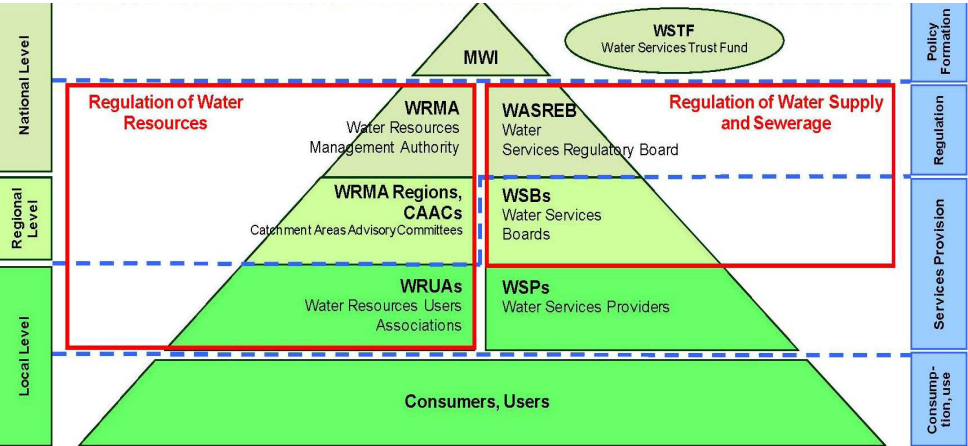 National Level
Regional
Level
Local Level
MWI
WSTF
Water Services Trust Fund
Regulation of Water
Resources
WRMA
Water Resources
Management Authority
WASREB
Water
Services Regulatory Board
Regulation of Water Supply
and Sewerage
WRMA Regions,
CAACs
Catchment Areas Advisory Committees
WSBs
Water Services
Boards
WRUAs
Water Resources Users
Associations
WSPs
Water Services Providers
Consumers, Users
Policy
Formation
Regulation
Services Provision
Consump-
tion, use